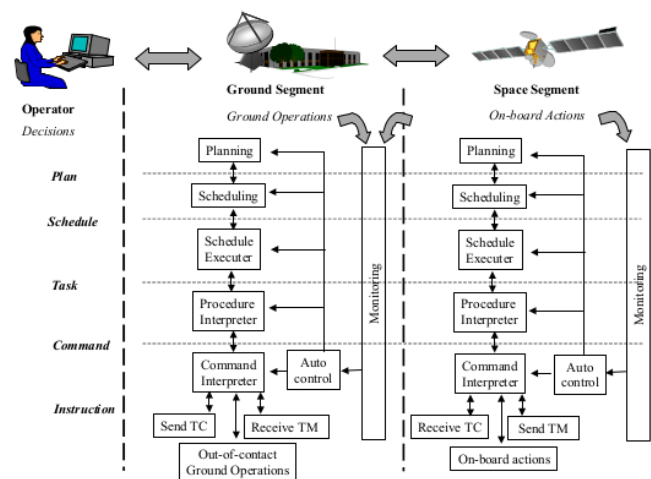 Ground Segment
Space Segment
Operator
Decisions
Ground Operations
On-board Actions
Planning
Planning
Plan
Scheduling
Scheduling
Schedule
Schedule
Executer
Schedule
Executer
Monitoring
Monitoring
Task
Procedure
Interpreter
Procedure
Interpreter
Command
Command
Interpreter
Auto
control
Command
Interpreter
Auto
control
Instruction
Send TC
Receive TM
Receive TC
Send TM
Out-of-contact
Ground Operations
On-board actions